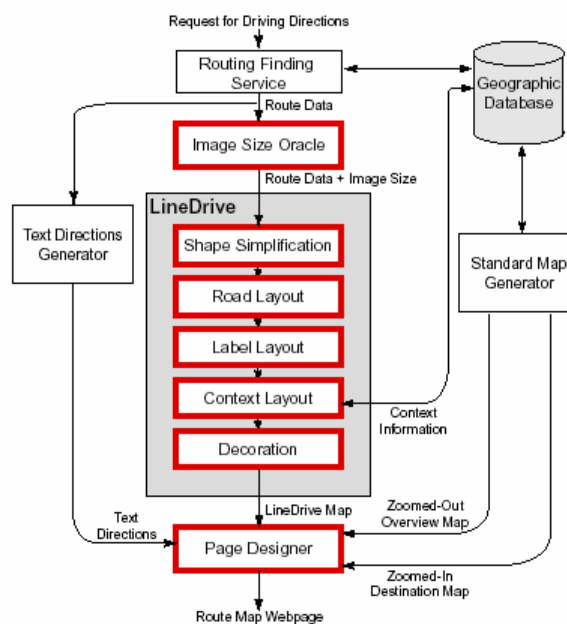 Request for Driving Directions
Routing Finding
Service
Geographic
Database
Route Data
Image Size Oracle
Route Data + Image Size
LineDrive
Text Directions
Generator
Shape Simplification
Standard Map
Generator
Road Layout
Label Layout
Context Layout
Context
Information
Decoration
LineDrive Map
Zoomed-Out
Overview Map
Text
Directions
Page Designer
Zoomed-In
Destination Map
Route Map Webpage